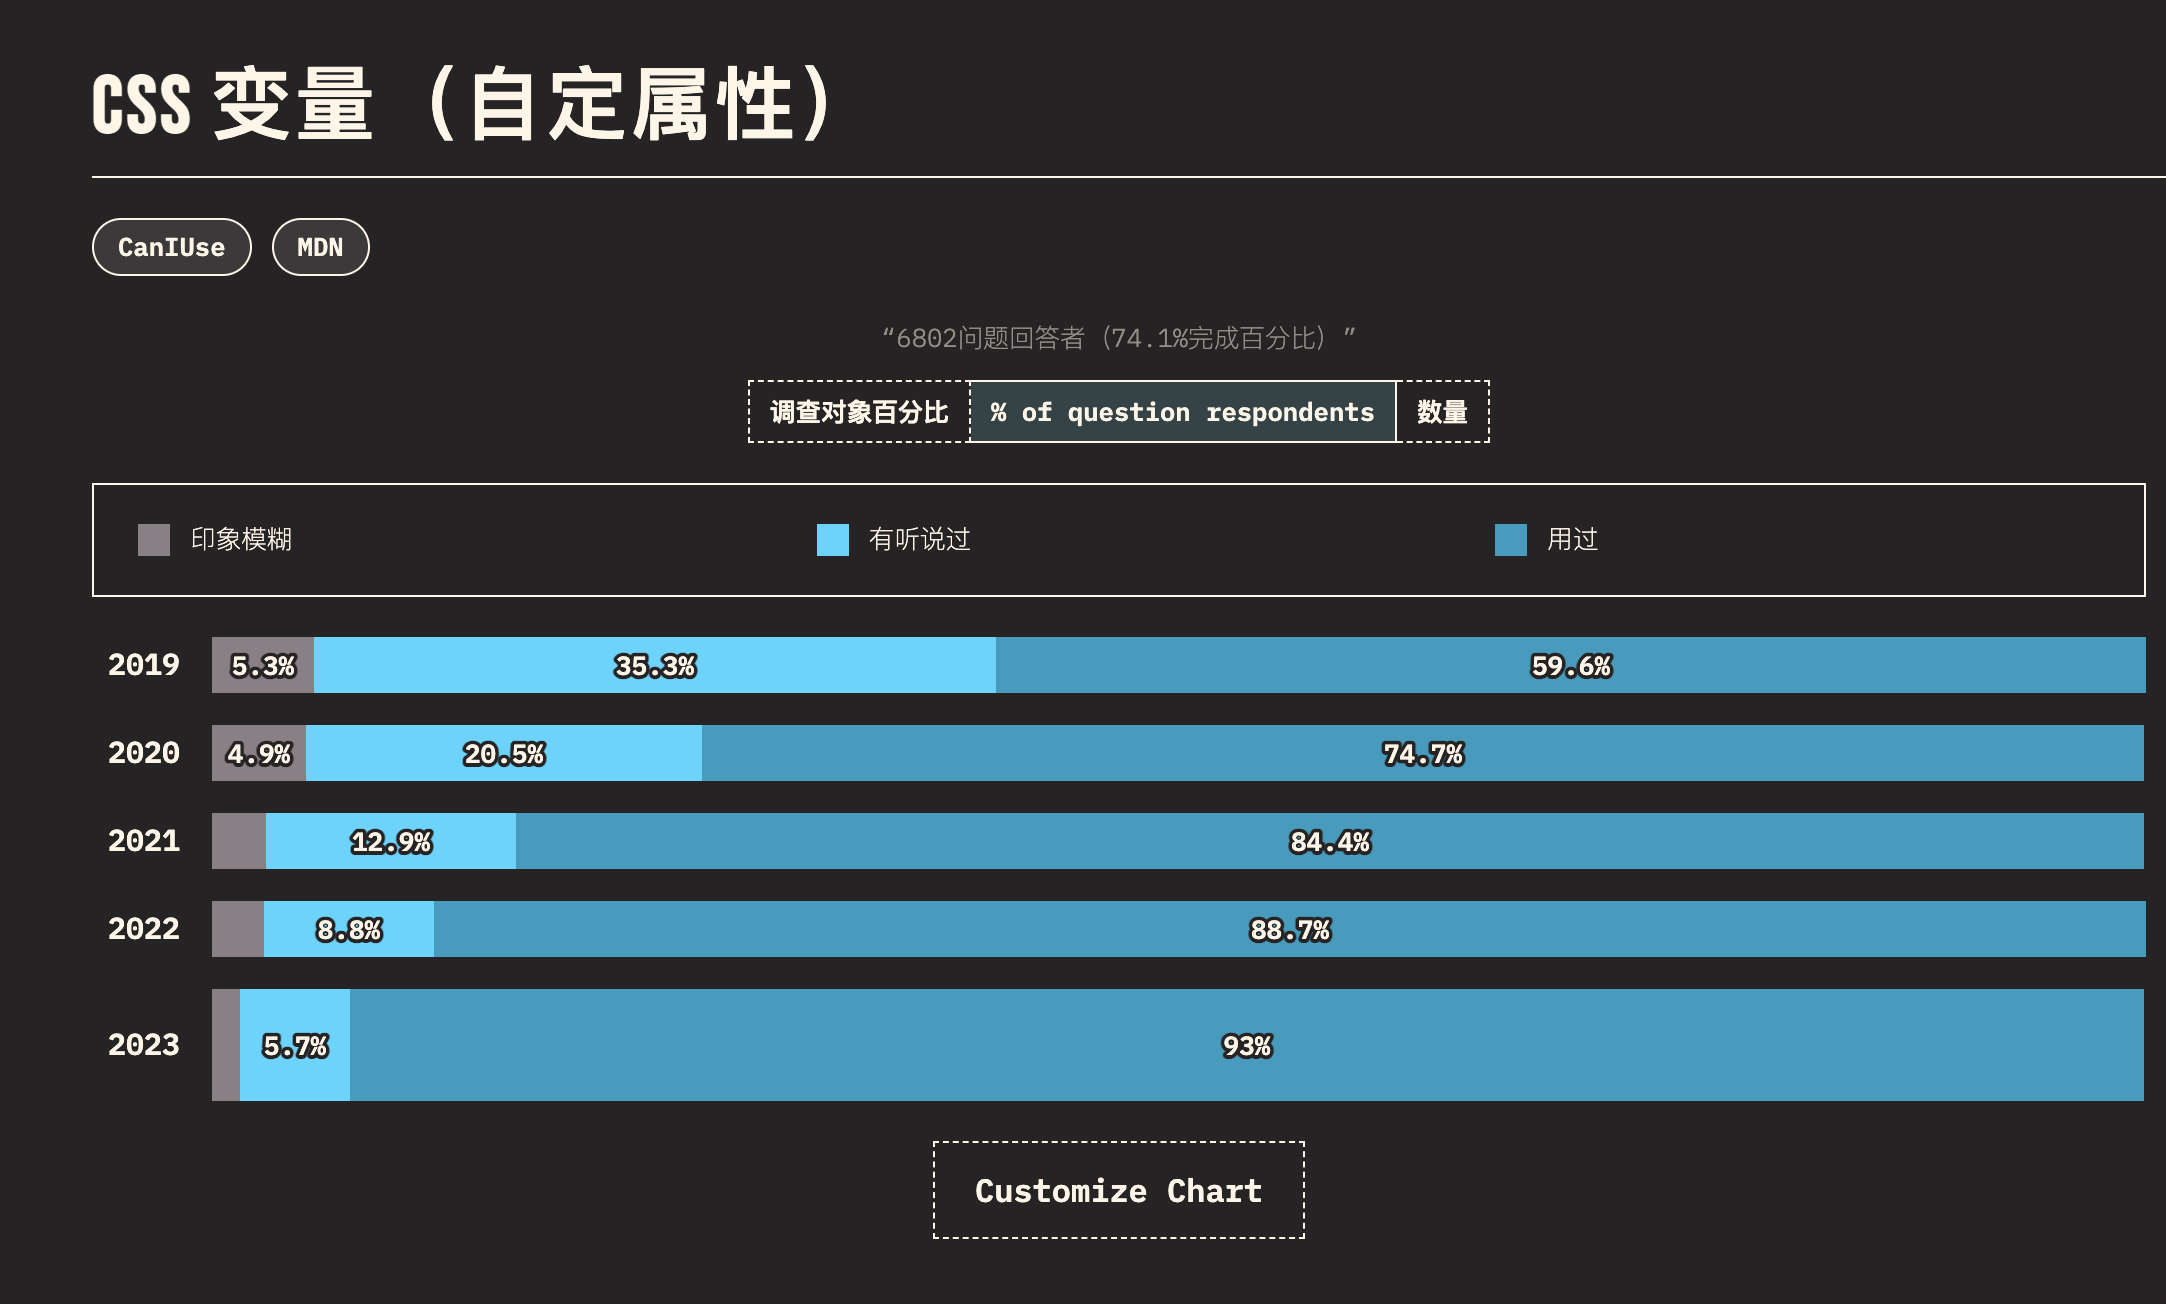 CSS 变量（自定属性）
CanIUse MDN
“6802问题回答者（74.1%完成百分比）”
调查对象百分比 % of question respondents 数量
印象模糊 有听说过 用过
2019 5.3% 35.3% 59.6%
2020 4.9% 20.5% 74.7%
2021 12.9% 84.4%
2022 8.8% 88.7%
2023 5.7% 93%
Customize Chart